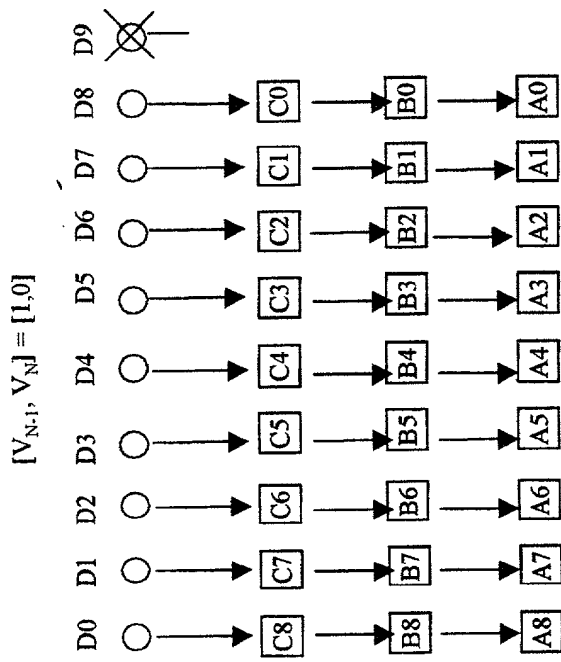 [V_{N-1}, V_N] = [1,0]
D0 D1 D2 D3 D4 D5 D6 D7 D8 D9
C8 C7 C6 C5 C4 C3 C2 C1 C0
B8 B7 B6 B5 B4 B3 B2 B1 B0
A8 A7 A6 A5 A4 A3 A2 A1 A0